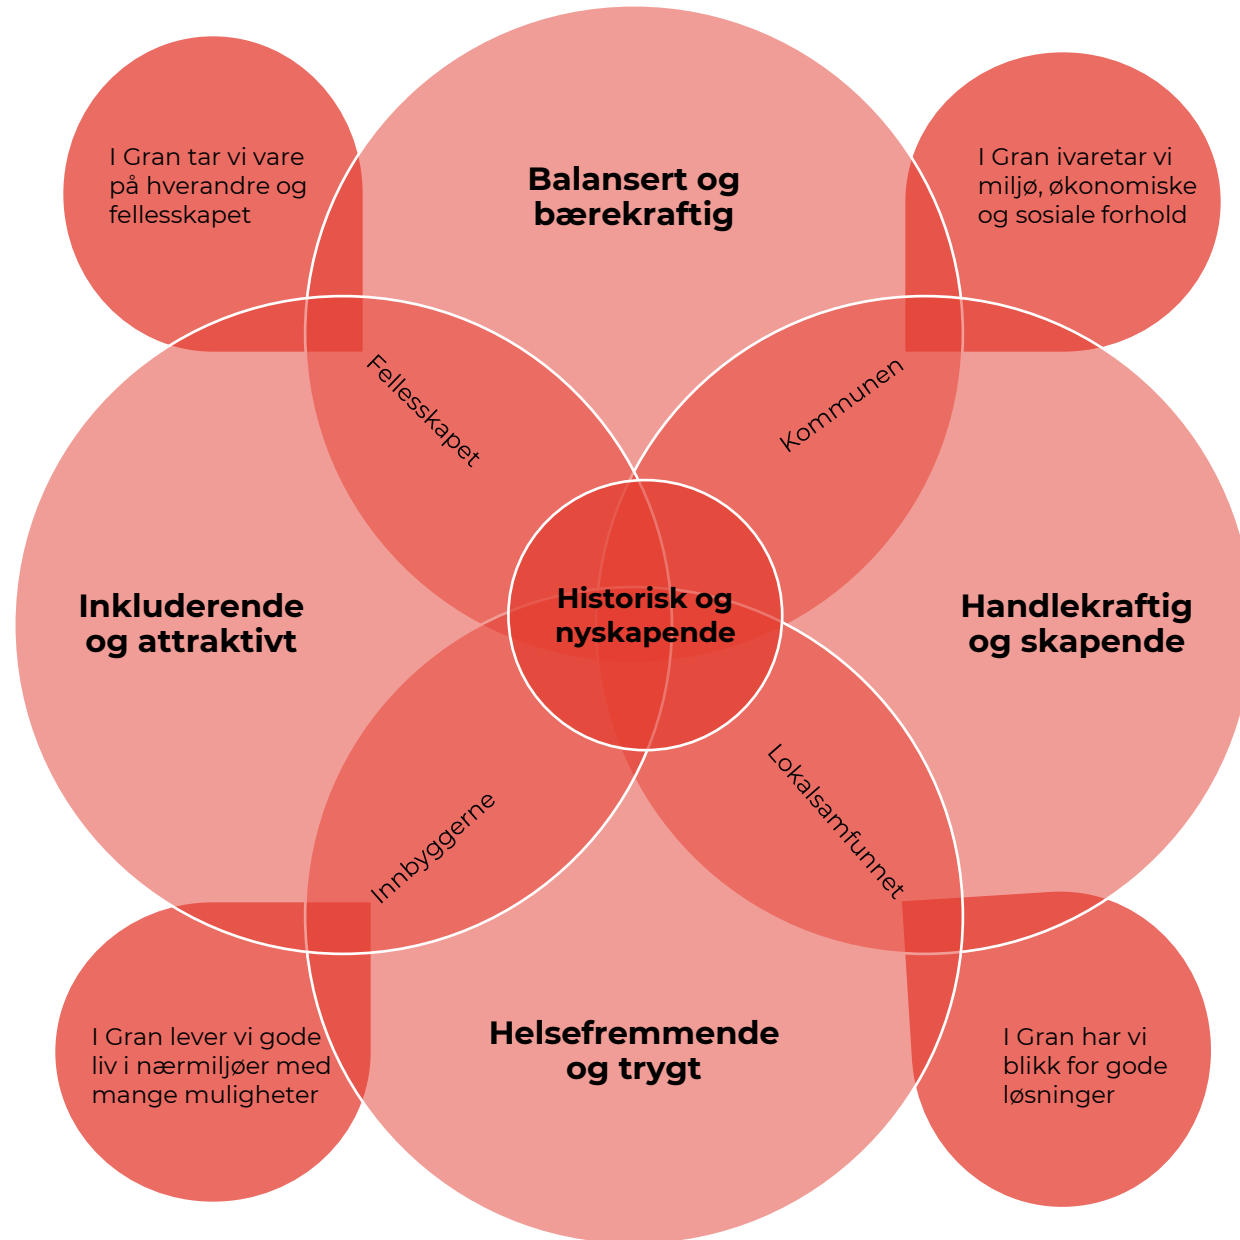 I Gran tar vi vare
på hverandre og
fellesskapet
Balansert og
bærekraftig
I Gran ivaretar vi
miljø, økonomiske
og sosiale forhold
Fellesskapet
Kommunen
Inkluderende
og attraktivt
Historisk og
nyskapende
Handlekraftig
og skapende
Innbyggerne
Lokalsamfunnet
I Gran lever vi gode
liv i nærmiljøer med
mange muligheter
Helsefremmende
og trygt
I Gran har vi
blikk for gode
løsninger